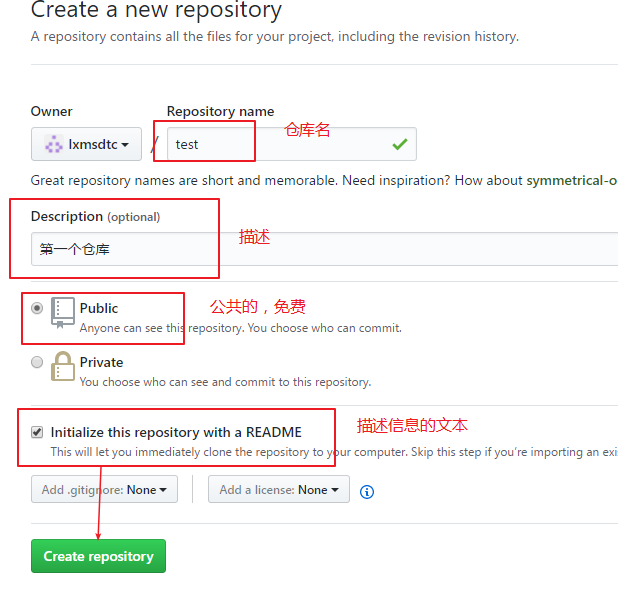 Create a new repository
A repository contains all the files for your project, including the revision history.
Owner
Repository name
lxmsdtc
/
test
仓库名
Great repository names are short and memorable. Need inspiration? How about symmetrical-o
Description (optional)
第一个仓库
描述
Public
公共的，免费
Anyone can see this repository. You choose who can commit.
Private
You choose who can see and commit to this repository.
Initialize this repository with a README
描述信息的文本
This will let you immediately clone the repository to your computer. Skip this step if you're importing an exi
Add .gitignore: None
Add a license: None
Create repository